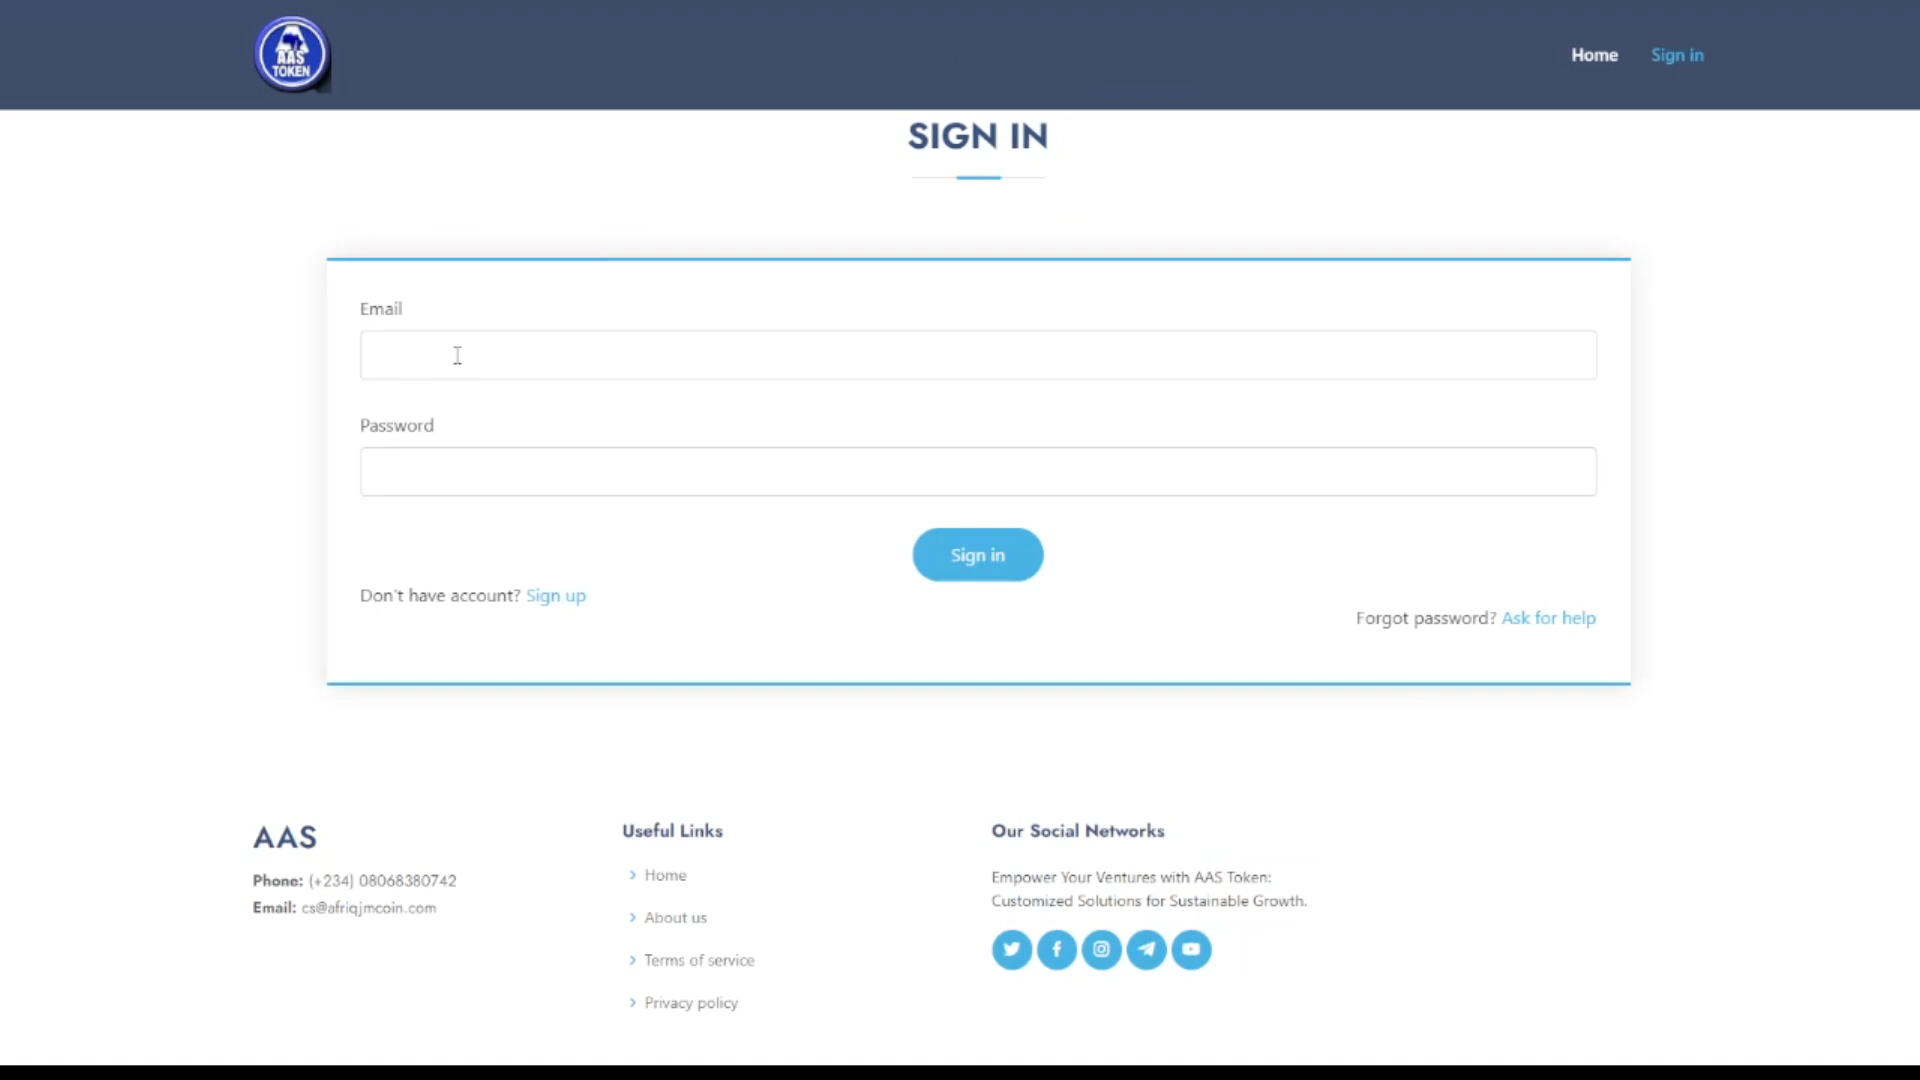 AAS
TOKEN
Home
Sign in
SIGN IN
Email
Password
Sign in
Don't have account? Sign up
Forgot password? Ask for help
AAS
Phone: (+234) 08068380742
Email: cs@afriqjmcoin.com
Useful Links
Home
About us
Terms of service
Privacy policy
Our Social Networks
Empower Your Ventures with AAS Token:
Customized Solutions for Sustainable Growth.